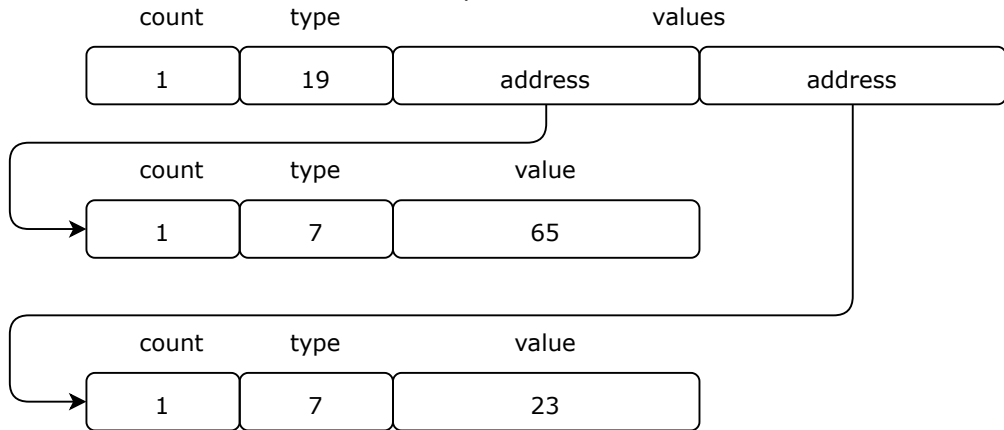 count type values
1 19 address address
count type value
1 7 65
count type value
1 7 23